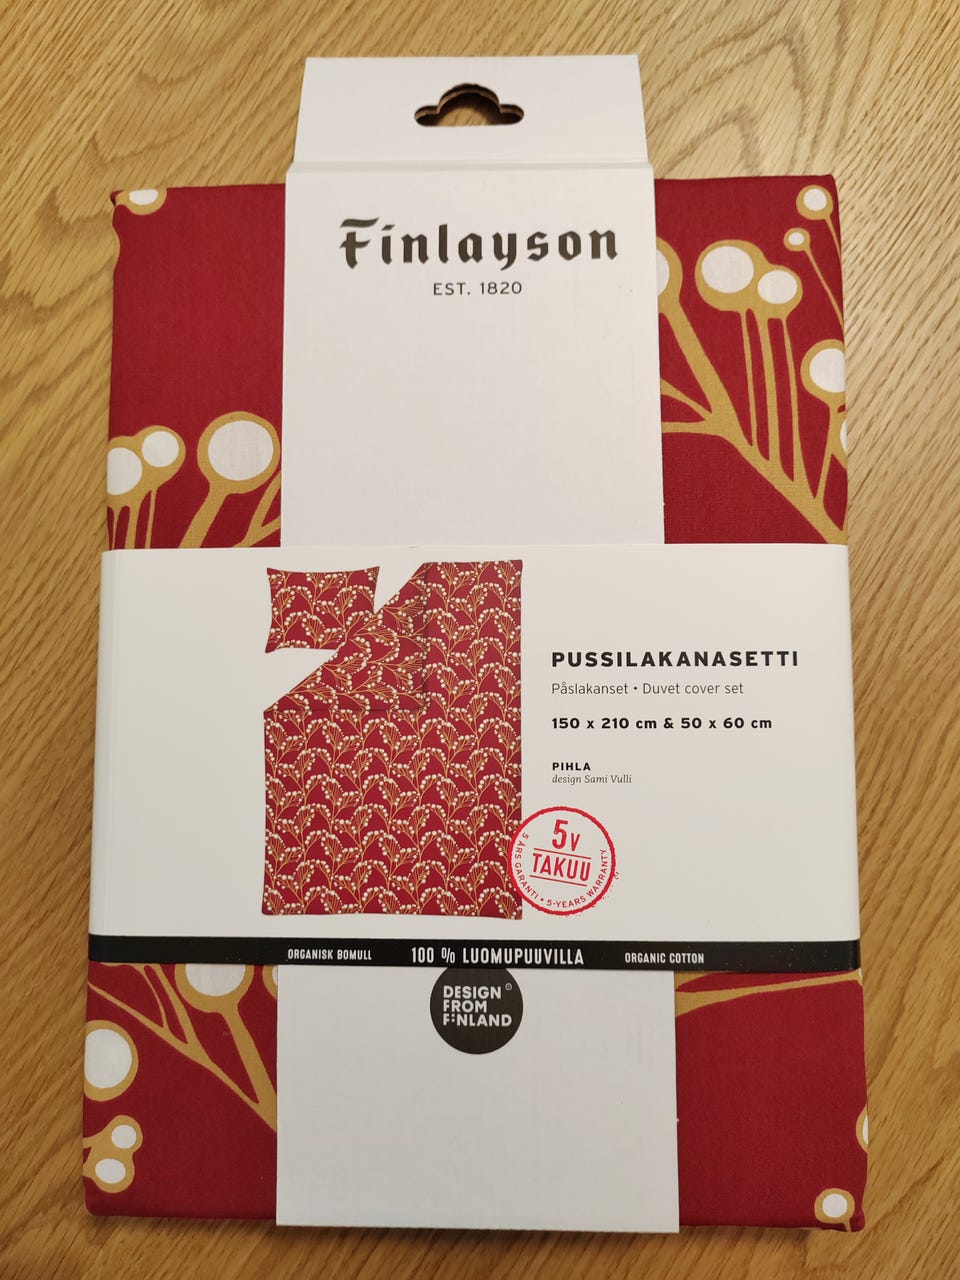 Finlayson
EST. 1820
PUSSILAKANASETTI
Påslakanset • Duvet cover set
150 x 210 cm & 50 x 60 cm
PIHLA
design Sami Vulli
5v
TAKUU
5 ÅRS GARANTI • 5-YEARS WARRANTY
ORGANISK BOMULL 100 % LUOMUPUUVILLA ORGANIC COTTON
DESIGN
FROM
FINLAND